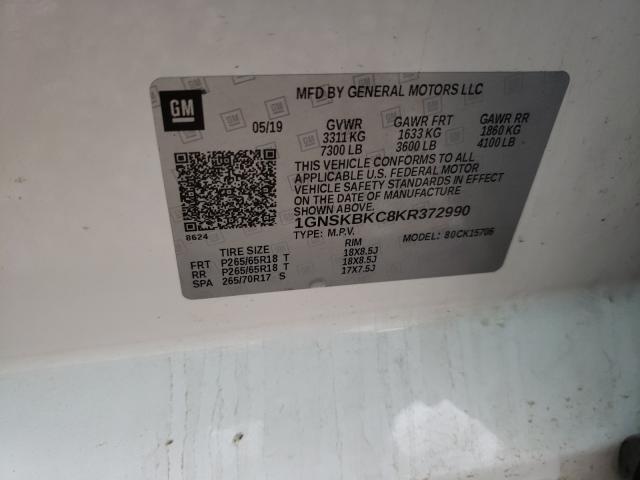 GM
MFD BY GENERAL MOTORS LLC
05/19
GVWR GAWR FRT GAWR RR
3311 KG 1633 KG 1860 KG
7300 LB 3600 LB 4100 LB
THIS VEHICLE CONFORMS TO ALL
APPLICABLE U.S. FEDERAL MOTOR
VEHICLE SAFETY STANDARDS IN EFFECT
ON THE DATE OF MANUFACTURE
SHOWN ABOVE.
1GNSKBKC8KR372990
8624
TYPE: M.P.V. MODEL: 80CK15706
TIRE SIZE RIM
FRT P265/65R18 T 18X8.5J
RR P265/65R18 T 18X8.5J
SPA 265/70R17 S 17X7.5J